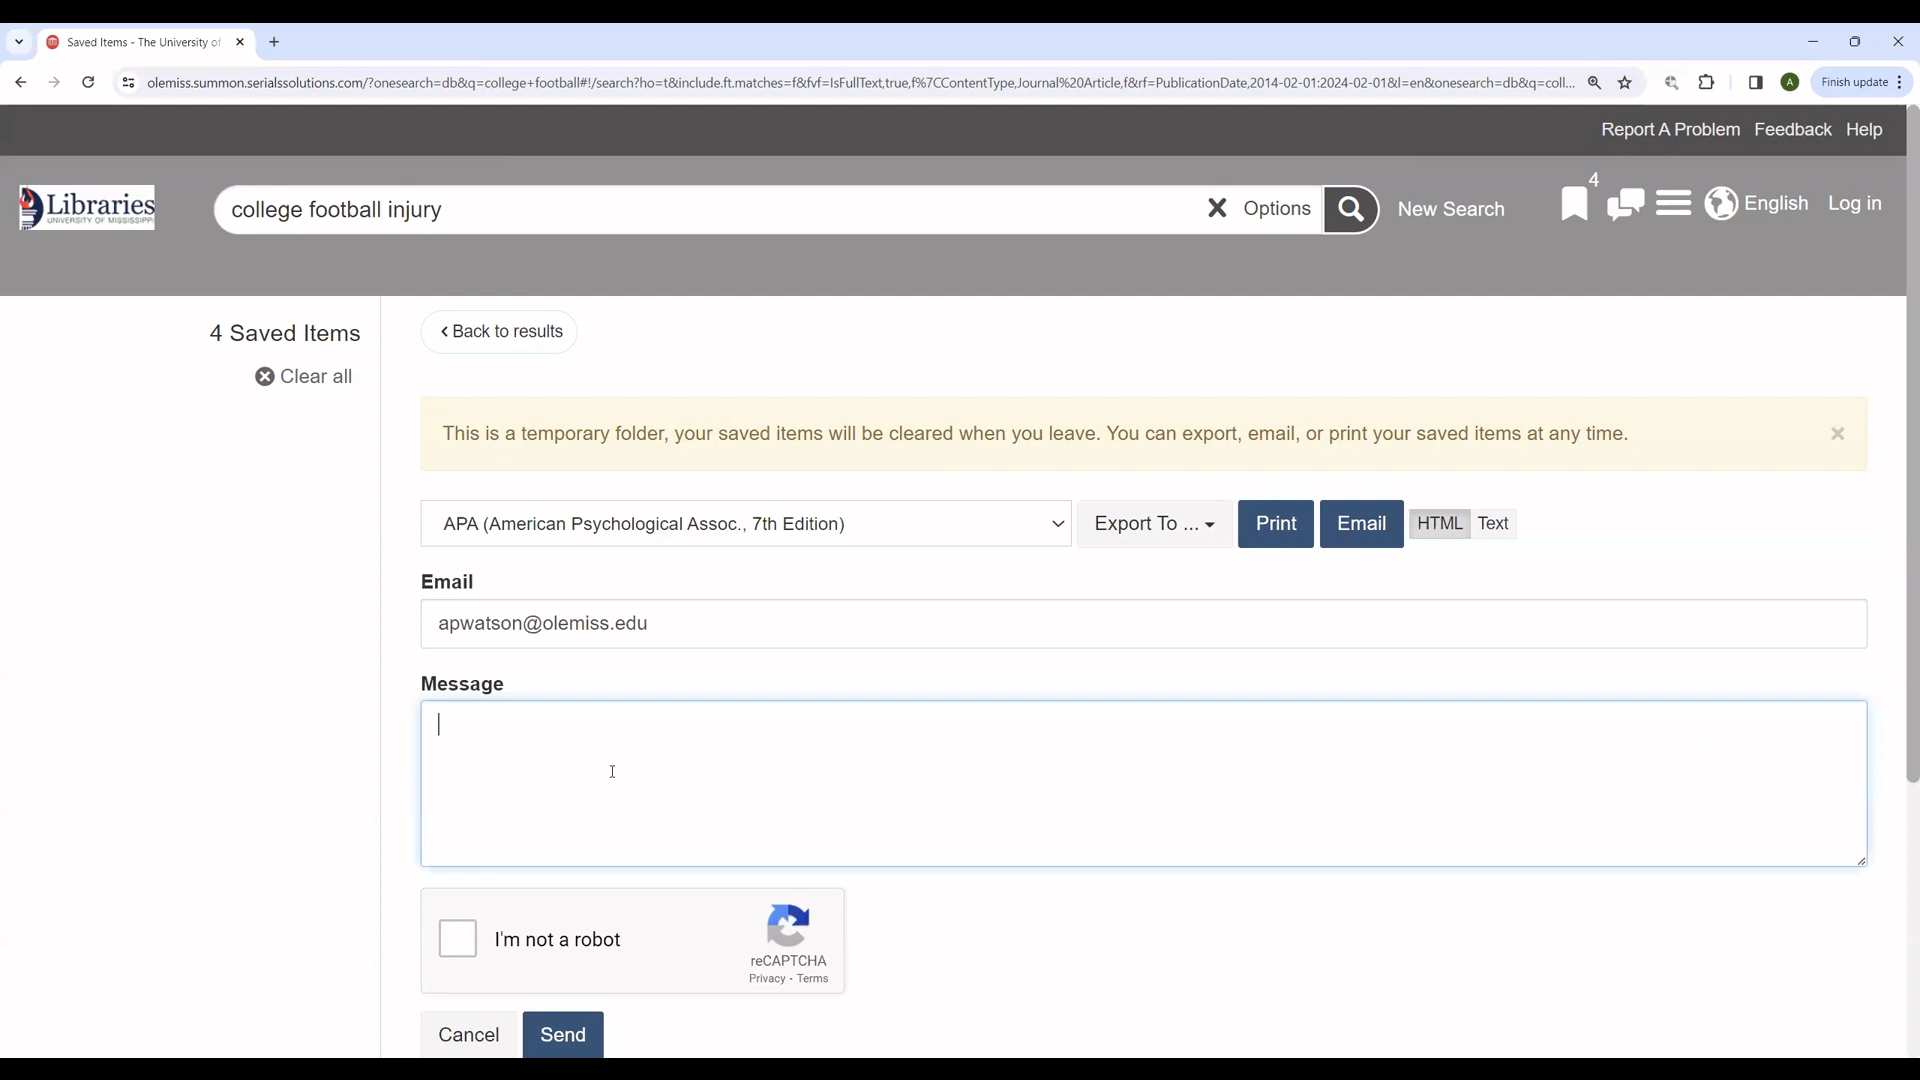 Saved Items - The University of
olemiss.summon.serialssolutions.com/?onesearch=db&q=college+football#!/search?ho=t&include.ft.matches=f&fvf=IsFullText,true,f%7CContentType,Journal%20Article,f&rf=PublicationDate,2014-02-01:2024-02-01&l=en&onesearch=db&q=coll...
A
Finish update
Report A Problem Feedback Help
Libraries
UNIVERSITY OF MISSISSIPPI
college football injury
Options
New Search
4
English
Log in
4 Saved Items
Clear all
Back to results
This is a temporary folder, your saved items will be cleared when you leave. You can export, email, or print your saved items at any time.
APA (American Psychological Assoc., 7th Edition)
Export To ...
Print
Email
HTML
Text
Email
apwatson@olemiss.edu
Message
I'm not a robot
reCAPTCHA
Privacy - Terms
Cancel
Send